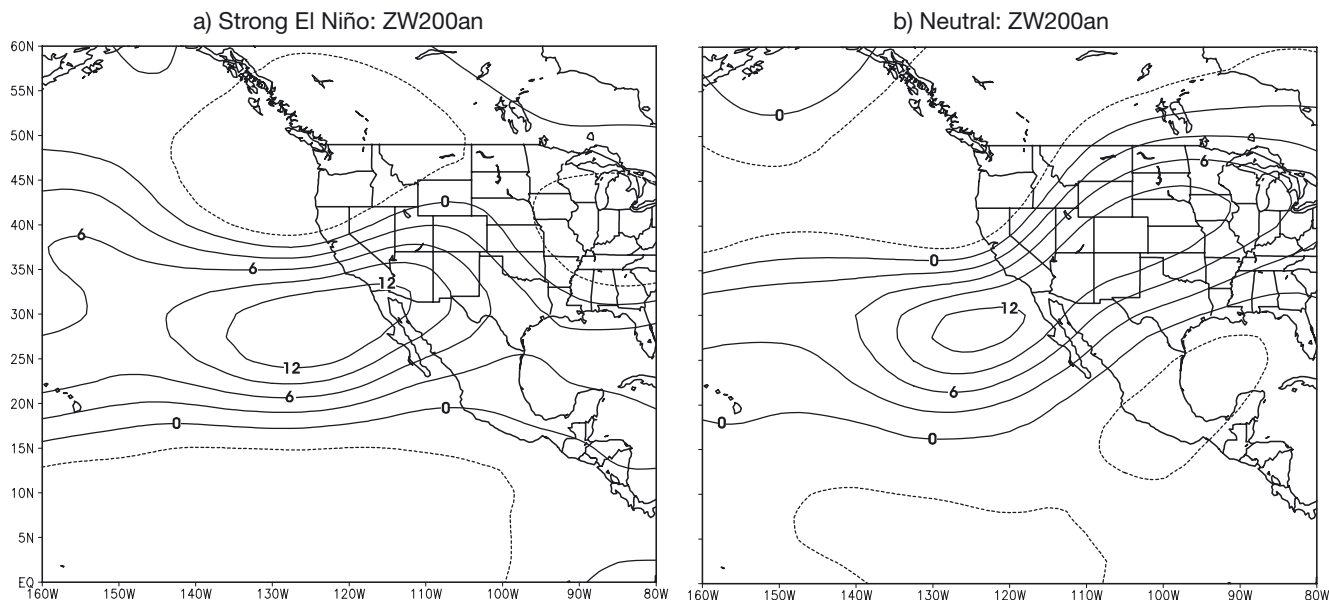 a) Strong El Niño: ZW200an
b) Neutral: ZW200an
60N
55N
50N
45N
40N
35N
30N
25N
20N
15N
10N
5N
EQ
0
6
6
12
12
6
0
0
0
6
0
12
6
0
0
160W 150W 140W 130W 120W 110W 100W 90W 80W
160W 150W 140W 130W 120W 110W 100W 90W 80W